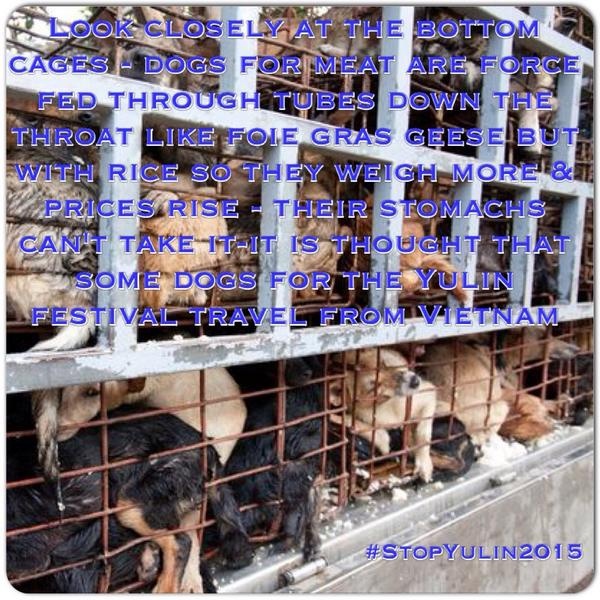 Look closely at the bottom
cages - dogs for meat are force
fed through tubes down the
throat like foie gras geese but
with rice so they weigh more &
prices rise - their stomachs
can't take it-it is thought that
some dogs for the Yulin
festival travel from Vietnam
#StopYulin2015